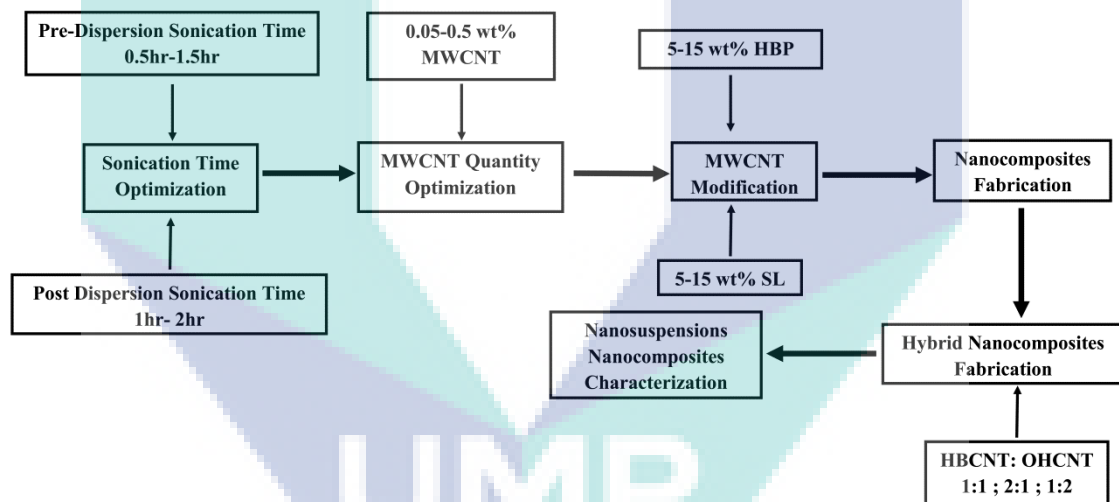 Pre-Dispersion Sonication Time
0.5hr-1.5hr
0.05-0.5 wt%
MWCNT
5-15 wt% HBP
Sonication Time
Optimization
MWCNT Quantity
Optimization
MWCNT
Modification
Nanocomposites
Fabrication
Post Dispersion Sonication Time
1hr- 2hr
5-15 wt% SL
Nanosuspensions
Nanocomposites
Characterization
Hybrid Nanocomposites
Fabrication
HBCNT: OHCNT
1:1 ; 2:1 ; 1:2
UMP